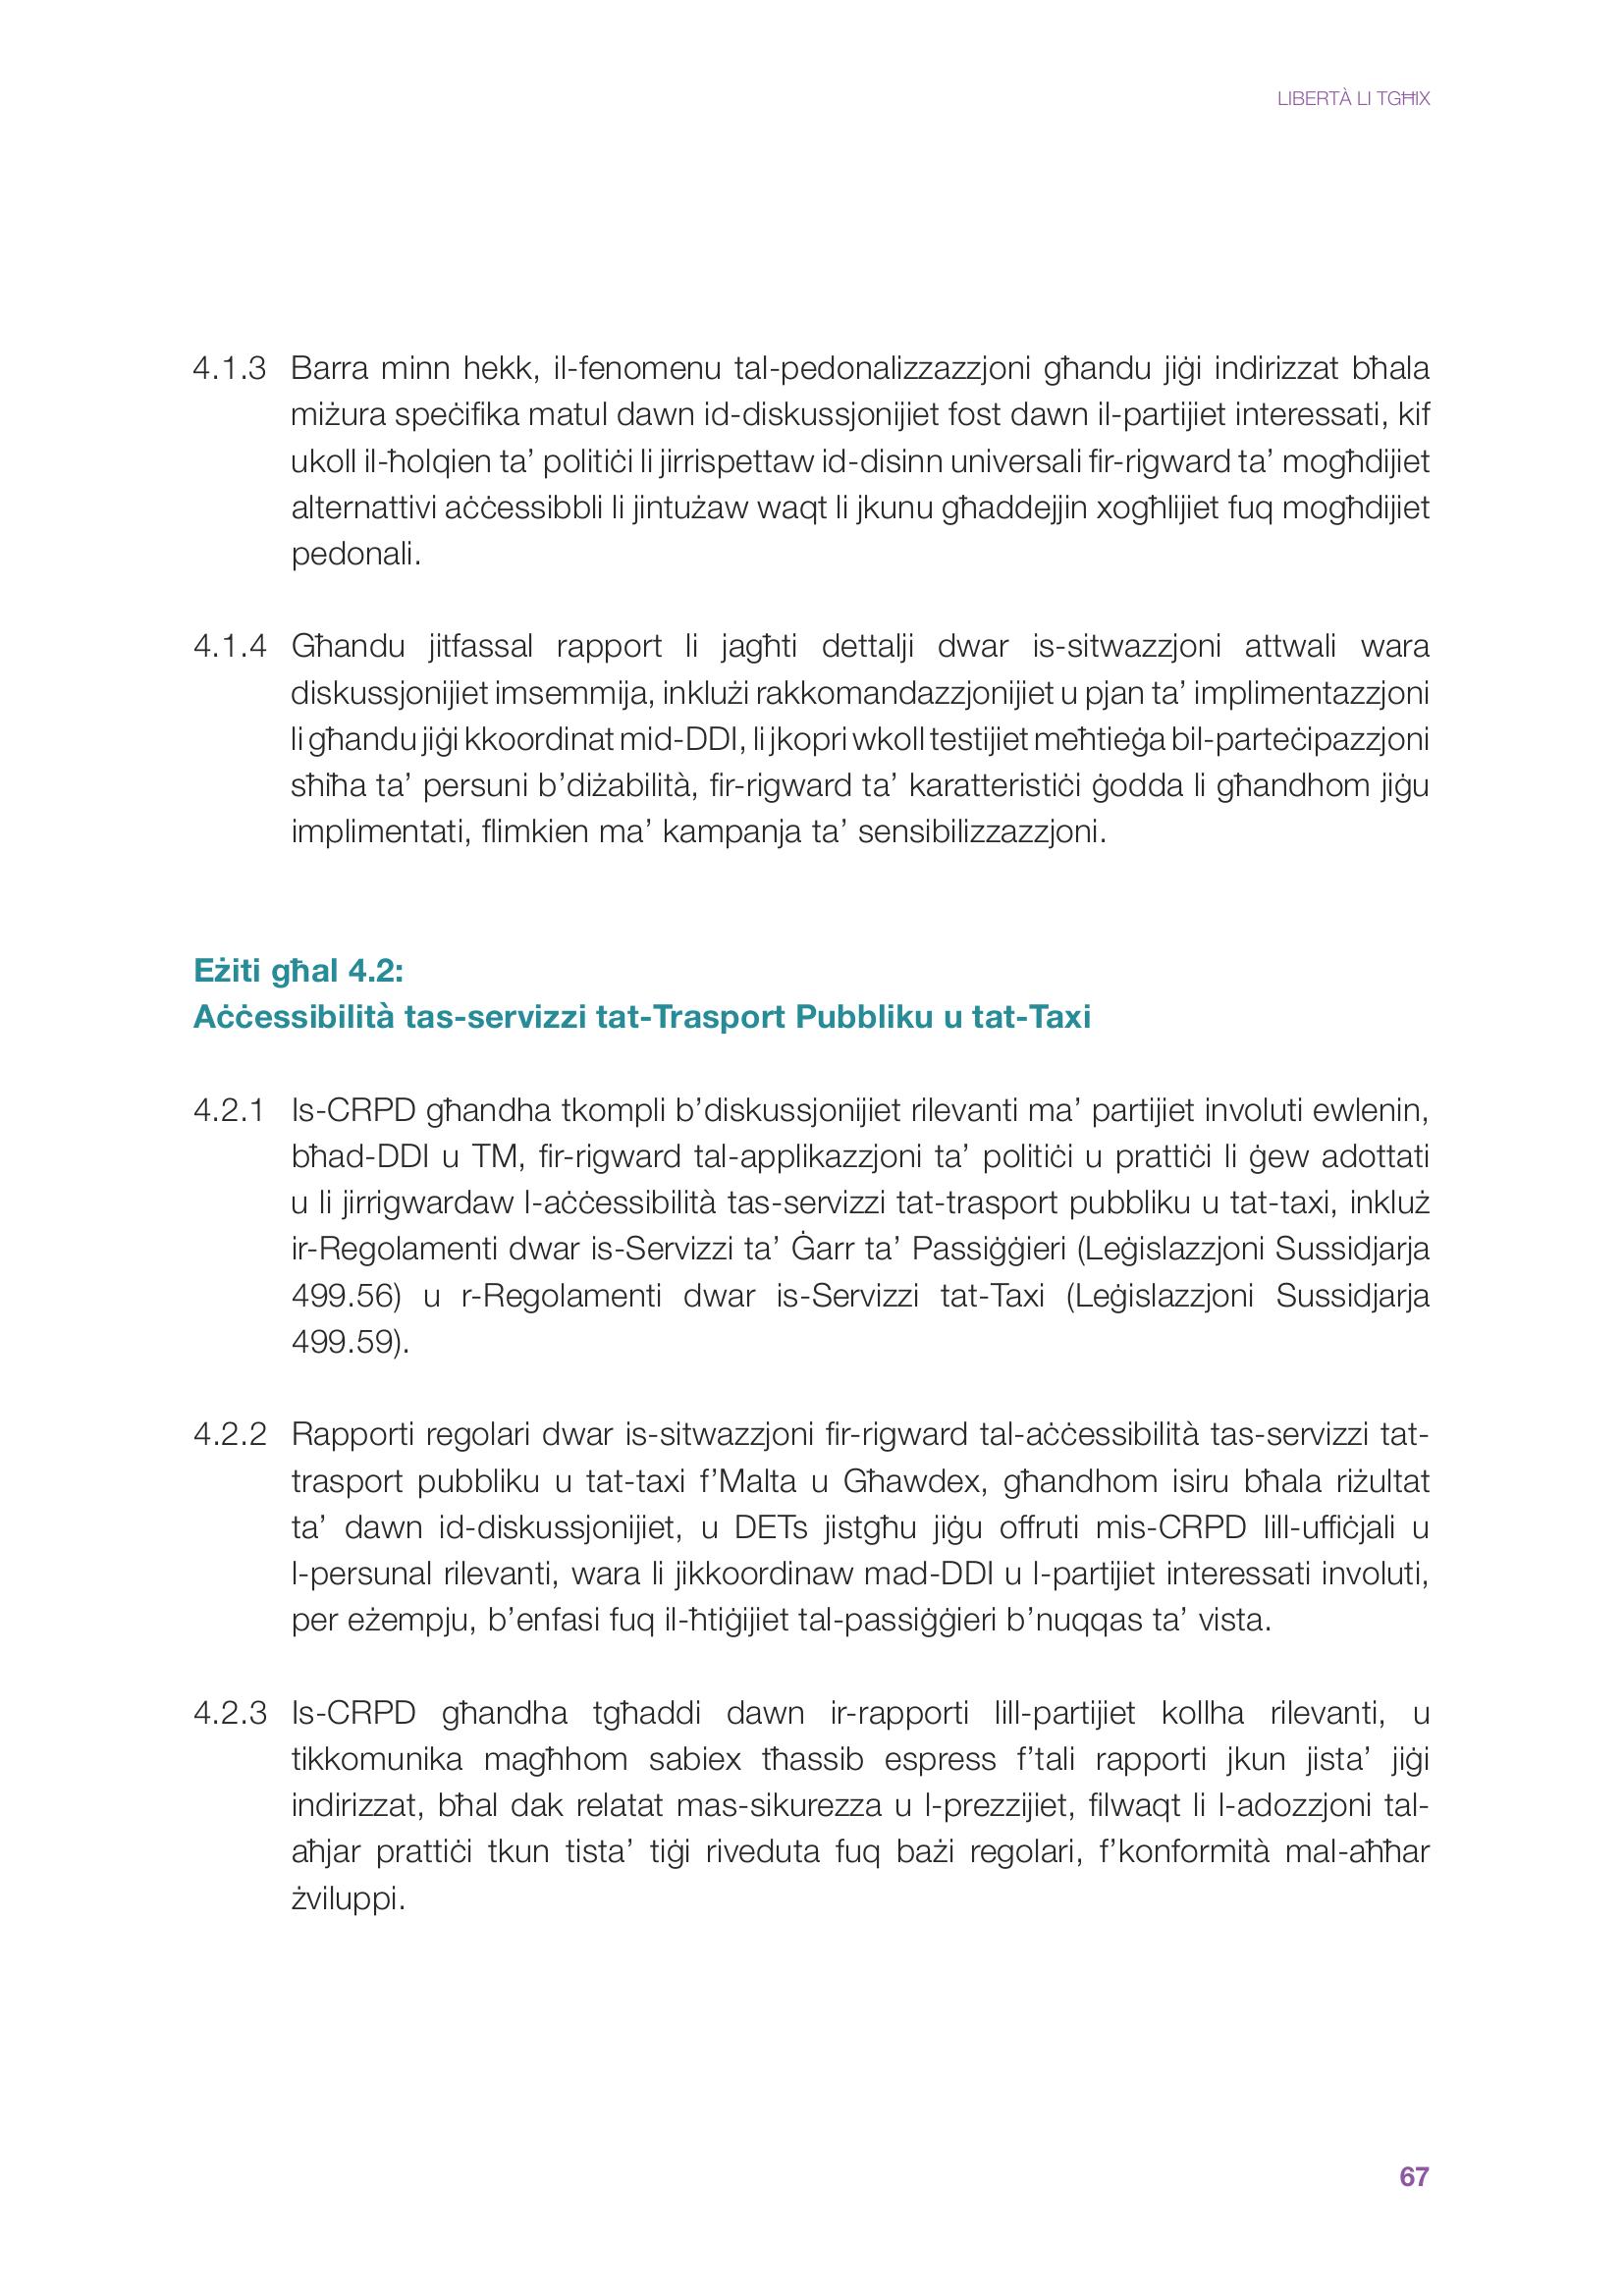 LIBERTÀ LI TGĦIX
4.1.3 Barra minn hekk, il-fenomenu tal-pedonalizzazzjoni għandu jiġi indirizzat bħala
miżura speċifika matul dawn id-diskussjonijiet fost dawn il-partijiet interessati, kif
ukoll il-ħolqien ta’ politiċi li jirrispettaw id-disinn universali fir-rigward ta’ mogħdijiet
alternattivi aċċessibbli li jintużaw waqt li jkunu għaddejjin xogħlijiet fuq mogħdijiet
pedonali.
4.1.4 Għandu jitfassal rapport li jagħti dettalji dwar is-sitwazzjoni attwali wara
diskussjonijiet imsemmija, inklużi rakkomandazzjonijiet u pjan ta’ implimentazzjoni
li għandu jiġi kkoordinat mid-DDI, li jkopri wkoll testijiet meħtieġa bil-parteċipazzjoni
sħiħa ta’ persuni b’diżabilità, fir-rigward ta’ karatteristiċi ġodda li għandhom jiġu
implimentati, flimkien ma’ kampanja ta’ sensibilizzazzjoni.
Eżiti għal 4.2:
Aċċessibilità tas-servizzi tat-Trasport Pubbliku u tat-Taxi
4.2.1 Is-CRPD għandha tkompli b’diskussjonijiet rilevanti ma’ partijiet involuti ewlenin,
bħad-DDI u TM, fir-rigward tal-applikazzjoni ta’ politiċi u prattiċi li ġew adottati
u li jirrigwardaw l-aċċessibilità tas-servizzi tat-trasport pubbliku u tat-taxi, inkluż
ir-Regolamenti dwar is-Servizzi ta’ Ġarr ta’ Passiġġieri (Leġislazzjoni Sussidjarja
499.56) u r-Regolamenti dwar is-Servizzi tat-Taxi (Leġislazzjoni Sussidjarja
499.59).
4.2.2 Rapporti regolari dwar is-sitwazzjoni fir-rigward tal-aċċessibilità tas-servizzi tat-
trasport pubbliku u tat-taxi f’Malta u Għawdex, għandhom isiru bħala riżultat
ta’ dawn id-diskussjonijiet, u DETs jistgħu jiġu offruti mis-CRPD lill-uffiċjali u
l-persunal rilevanti, wara li jikkoordinaw mad-DDI u l-partijiet interessati involuti,
per eżempju, b’enfasi fuq il-ħtiġijiet tal-passiġġieri b’nuqqas ta’ vista.
4.2.3 Is-CRPD għandha tgħaddi dawn ir-rapporti lill-partijiet kollha rilevanti, u
tikkomunika magħhom sabiex tħassib espress f’tali rapporti jkun jista’ jiġi
indirizzat, bħal dak relatat mas-sikurezza u l-prezzijiet, filwaqt li l-adozzjoni tal-
aħjar prattiċi tkun tista’ tiġi riveduta fuq bażi regolari, f’konformità mal-aħħar
żviluppi.
67